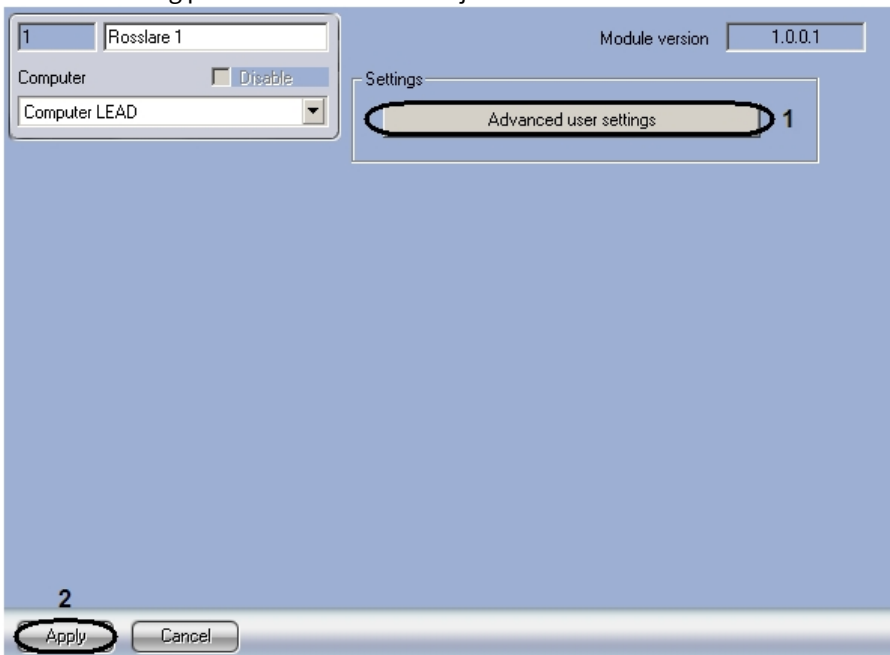 1 Rosslare 1
Module version 1.0.0.1
Computer Disable
Settings
Computer LEAD
Advanced user settings 1
2
Apply Cancel